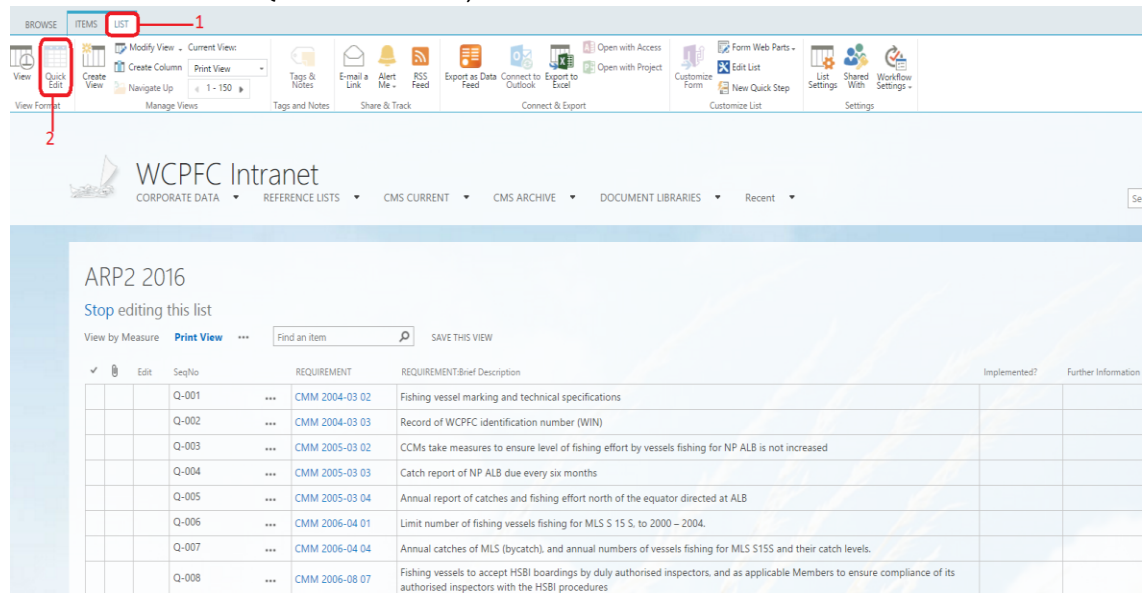 BROWSE ITEMS LIST 1
Modify View Current View: Open with Access Form Web Parts
Create Column Print View Open with Project Edit List
Navigate Up 1 - 150 New Quick Step
View Quick Edit Create View Tags & Notes E-mail a Link Alert Me RSS Feed Export as Data Feed Connect to Outlook Export to Excel Customize Form List Settings Shared With Workflow Settings
View Format Manage Views Tags and Notes Share & Track Connect & Export Customize List Settings
2
WCPFC Intranet
CORPORATE DATA REFERENCE LISTS CMS CURRENT CMS ARCHIVE DOCUMENT LIBRARIES Recent Se
ARP2 2016
Stop editing this list
View by Measure Print View ••• Find an item SAVE THIS VIEW
Edit SeqNo REQUIREMENT REQUIREMENT:Brief Description Implemented? Further Information
Q-001 ••• CMM 2004-03 02 Fishing vessel marking and technical specifications
Q-002 ••• CMM 2004-03 03 Record of WCPFC identification number (WIN)
Q-003 ••• CMM 2005-03 02 CCMs take measures to ensure level of fishing effort by vessels fishing for NP ALB is not increased
Q-004 ••• CMM 2005-03 03 Catch report of NP ALB due every six months
Q-005 ••• CMM 2005-03 04 Annual report of catches and fishing effort north of the equator directed at ALB
Q-006 ••• CMM 2006-04 01 Limit number of fishing vessels fishing for MLS S 15 S, to 2000 – 2004.
Q-007 ••• CMM 2006-04 04 Annual catches of MLS (bycatch), and annual numbers of vessels fishing for MLS S15S and their catch levels.
Q-008 ••• CMM 2006-08 07 Fishing vessels to accept HSBI boardings by duly authorised inspectors, and as applicable Members to ensure compliance of its
authorised inspectors with the HSBI procedures